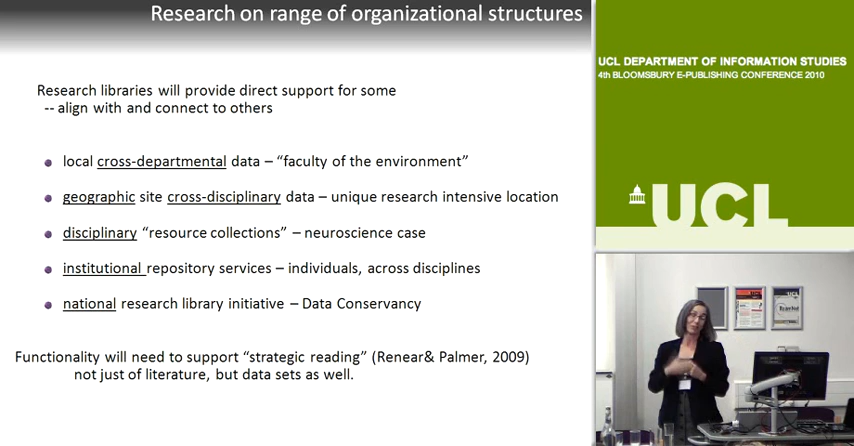 Research on range of organizational structures
Research libraries will provide direct support for some
-- align with and connect to others
local cross-departmental data – “faculty of the environment”
geographic site cross-disciplinary data – unique research intensive location
disciplinary “resource collections” – neuroscience case
institutional repository services – individuals, across disciplines
national research library initiative – Data Conservancy
Functionality will need to support “strategic reading” (Renear& Palmer, 2009)
not just of literature, but data sets as well.
UCL DEPARTMENT OF INFORMATION STUDIES
4th BLOOMSBURY E-PUBLISHING CONFERENCE 2010
UCL